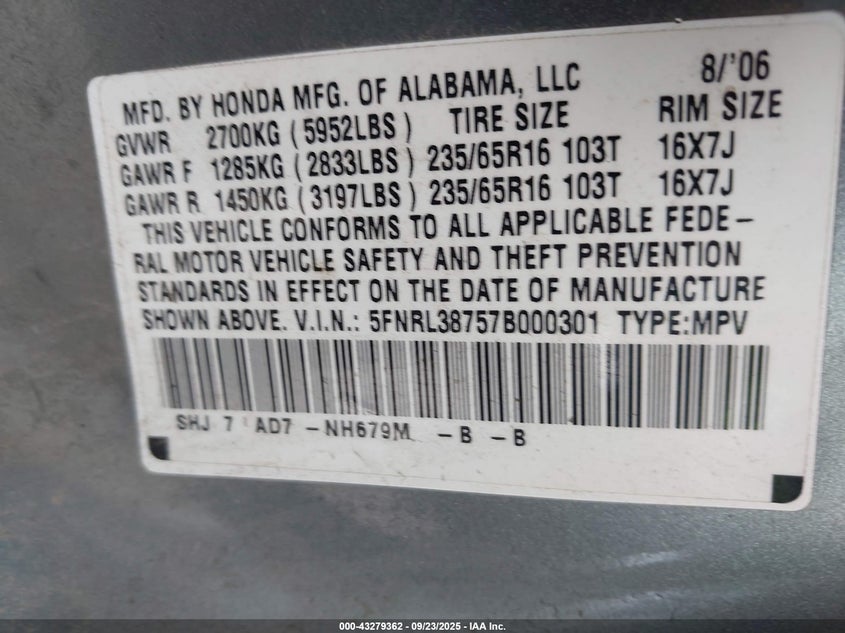 MFD. BY HONDA MFG. OF ALABAMA, LLC 8/'06
GVWR 2700KG (5952LBS) TIRE SIZE RIM SIZE
GAWR F 1285KG (2833LBS) 235/65R16 103T 16X7J
GAWR R 1450KG (3197LBS) 235/65R16 103T 16X7J
THIS VEHICLE CONFORMS TO ALL APPLICABLE FEDE-
RAL MOTOR VEHICLE SAFETY AND THEFT PREVENTION
STANDARDS IN EFFECT ON THE DATE OF MANUFACTURE
SHOWN ABOVE. V.I.N.: 5FNRL38757B000301 TYPE:MPV
SHJ 7 AD7 -NH679M -B -B
000-43279362 - 09/23/2025 - IAA Inc.